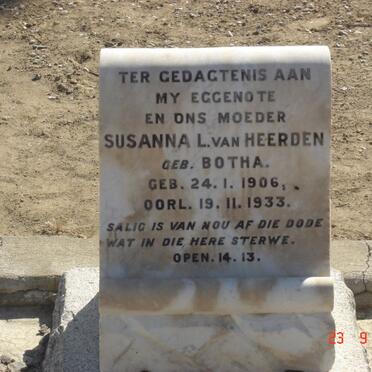 TER GEDAGTENIS AAN
MY EGGENOTE
EN ONS MOEDER
SUSANNA L. VAN HEERDEN
GEB. BOTHA.
GEB. 24.1.1906,
OORL. 19.11.1933.
SALIG IS VAN NOU AF DIE DODE
WAT IN DIE HERE STERWE.
OPEN. 14.13.
23 9